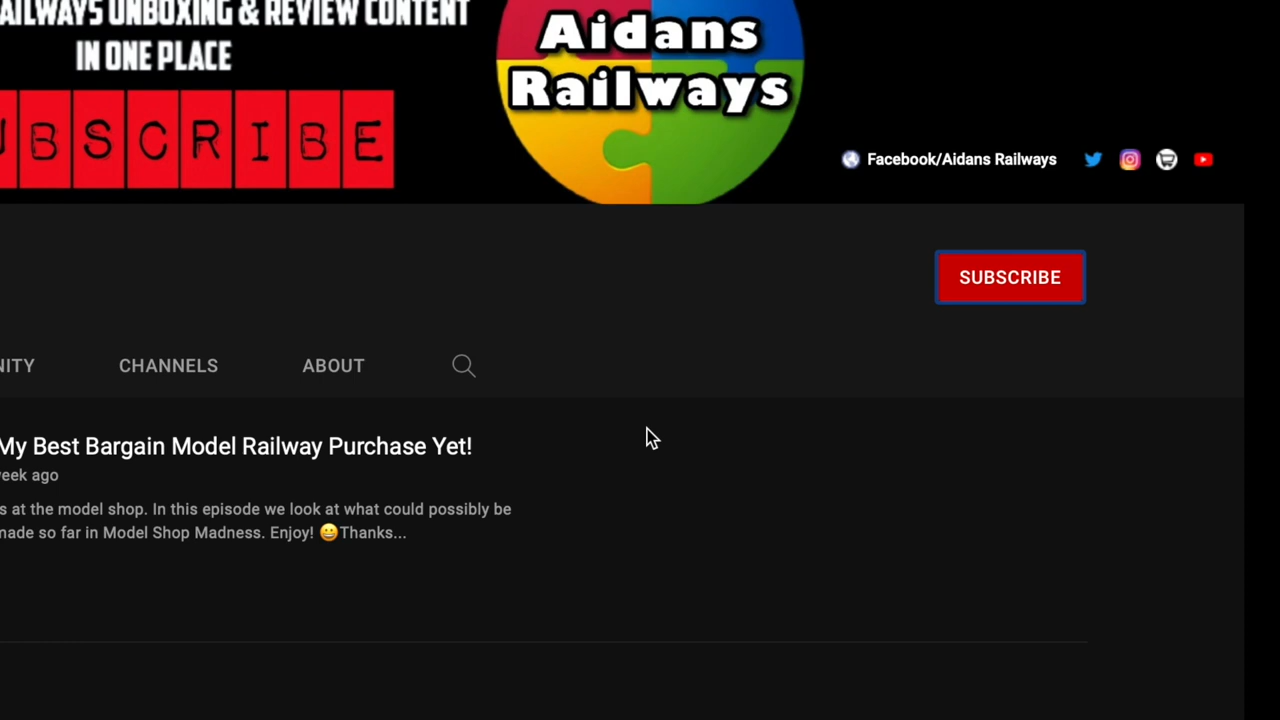 AILWAYS UNBOXING & REVIEW CONTENT
IN ONE PLACE
UBSCRIBE
Aidans
Railways
Facebook/Aidans Railways
SUBSCRIBE
NITY
CHANNELS
ABOUT
My Best Bargain Model Railway Purchase Yet!
week ago
s at the model shop. In this episode we look at what could possibly be
made so far in Model Shop Madness. Enjoy! 😀Thanks...